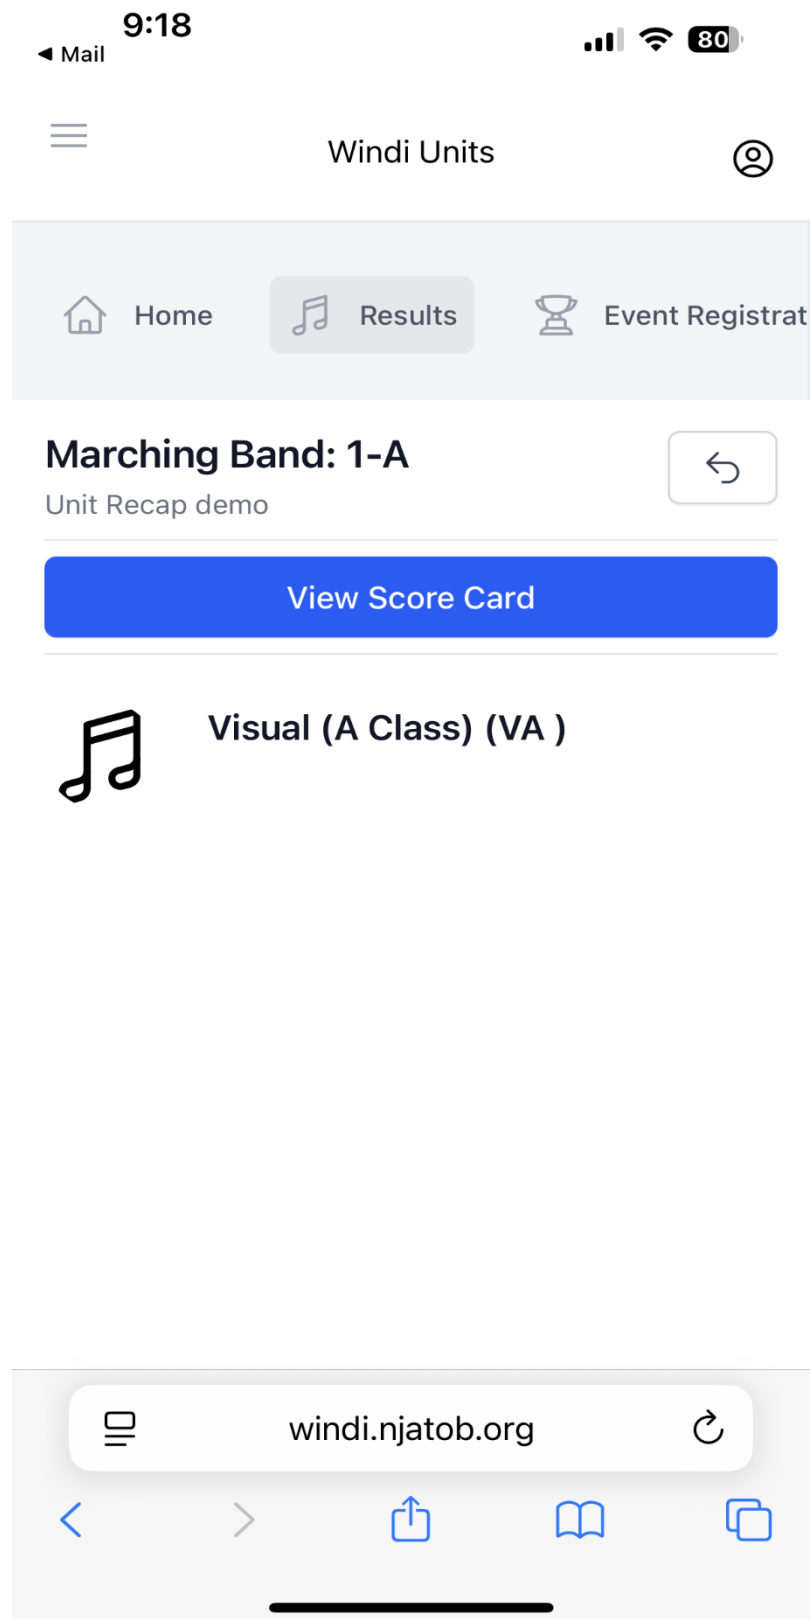 9:18
80
◀ Mail
Windi Units
Home
Results
Event Registrat
Marching Band: 1-A
Unit Recap demo
View Score Card
Visual (A Class) (VA )
windi.njatob.org